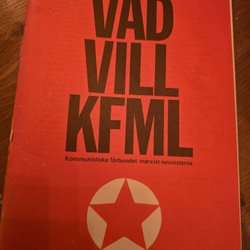 VAD
VILL
KFML
Kommunistiska förbundet marxist-leninisterna